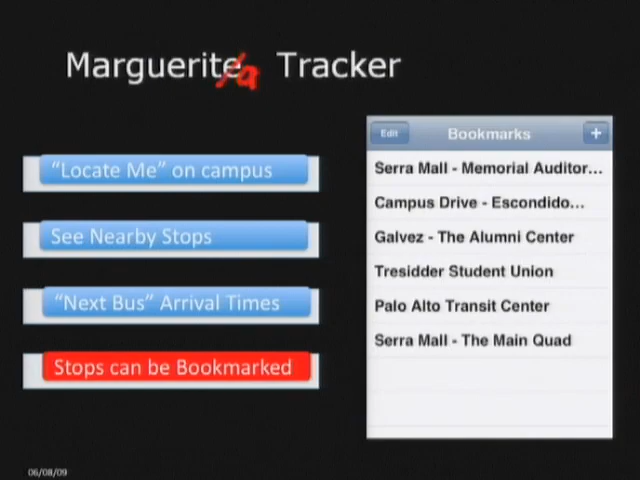 Marguerite/a Tracker
"Locate Me" on campus
See Nearby Stops
"Next Bus" Arrival Times
Stops can be Bookmarked
Edit Bookmarks +
Serra Mall - Memorial Auditor...
Campus Drive - Escondido...
Galvez - The Alumni Center
Tresidder Student Union
Palo Alto Transit Center
Serra Mall - The Main Quad
06/08/09